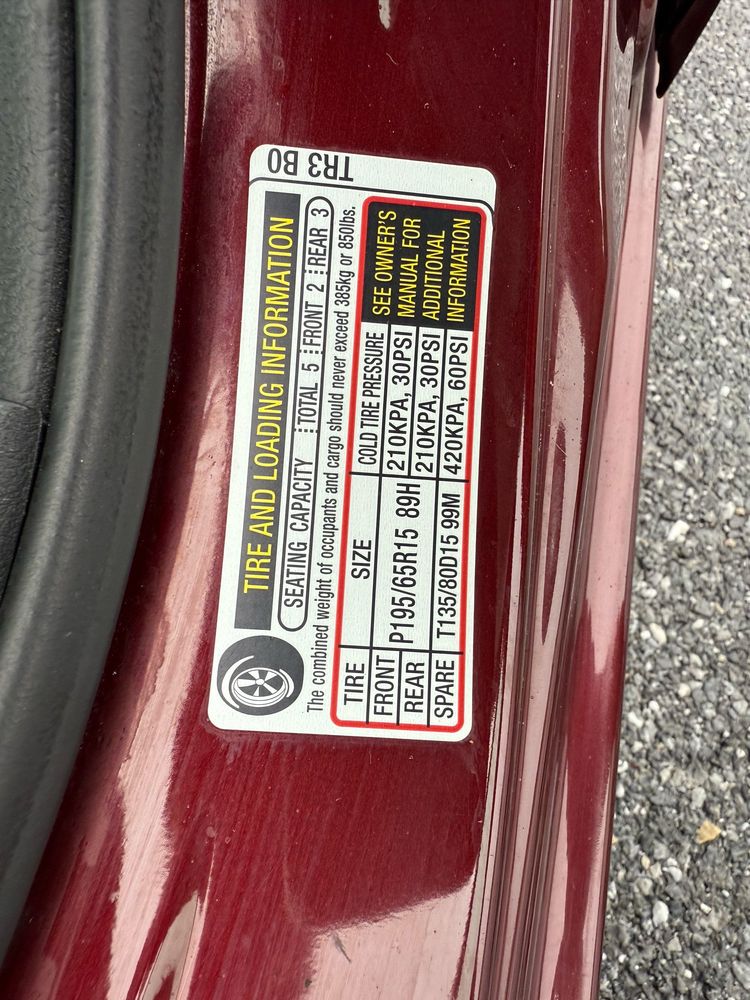 TR3 B0
TIRE AND LOADING INFORMATION
SEATING CAPACITY TOTAL 5 FRONT 2 REAR 3
The combined weight of occupants and cargo should never exceed 385kg or 850lbs.
TIRE SIZE COLD TIRE PRESSURE
FRONT P195/65R15 89H 210KPA, 30PSI
REAR 210KPA, 30PSI
SPARE T135/80D15 99M 420KPA, 60PSI
SEE OWNER'S
MANUAL FOR
ADDITIONAL
INFORMATION